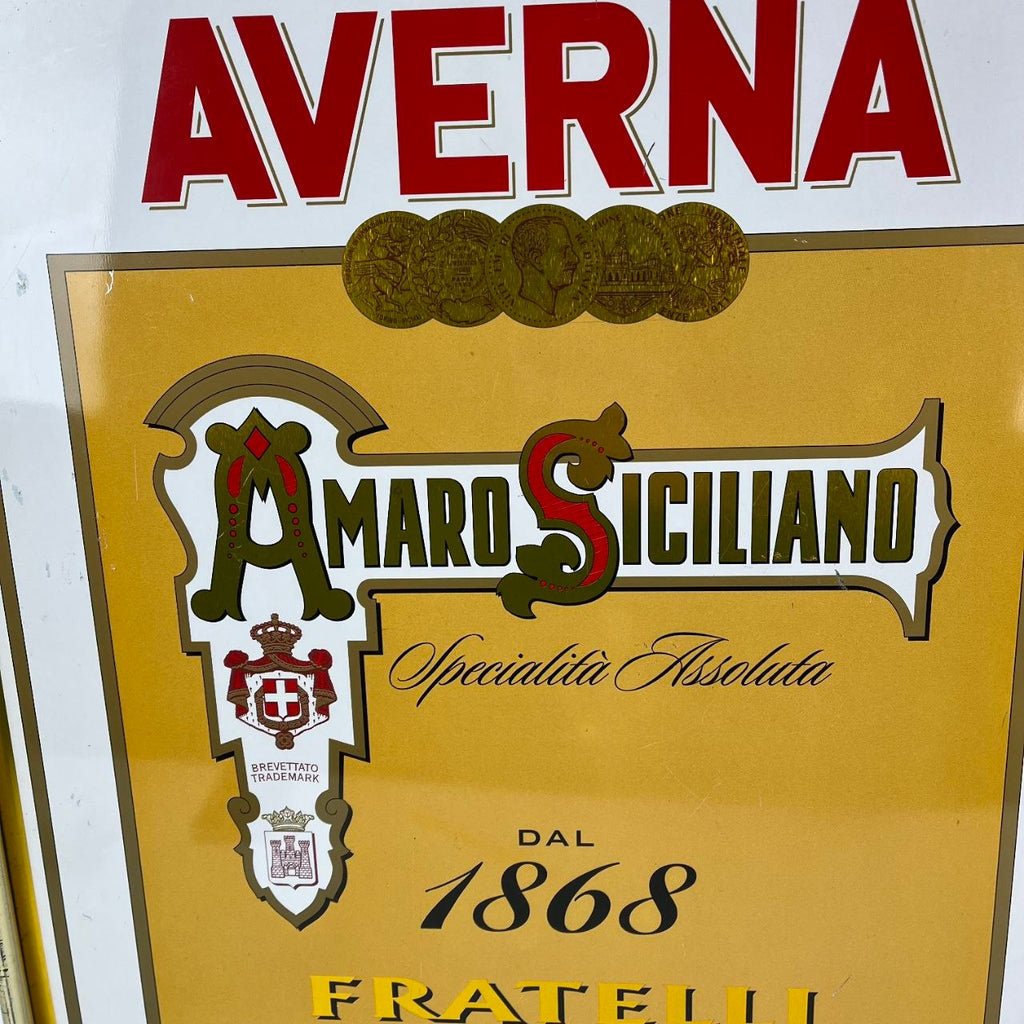 AVERNA
AMARO SICILIANO
Specialità Assoluta
BREVETTATO
TRADEMARK
DAL
1868
FRATELLI